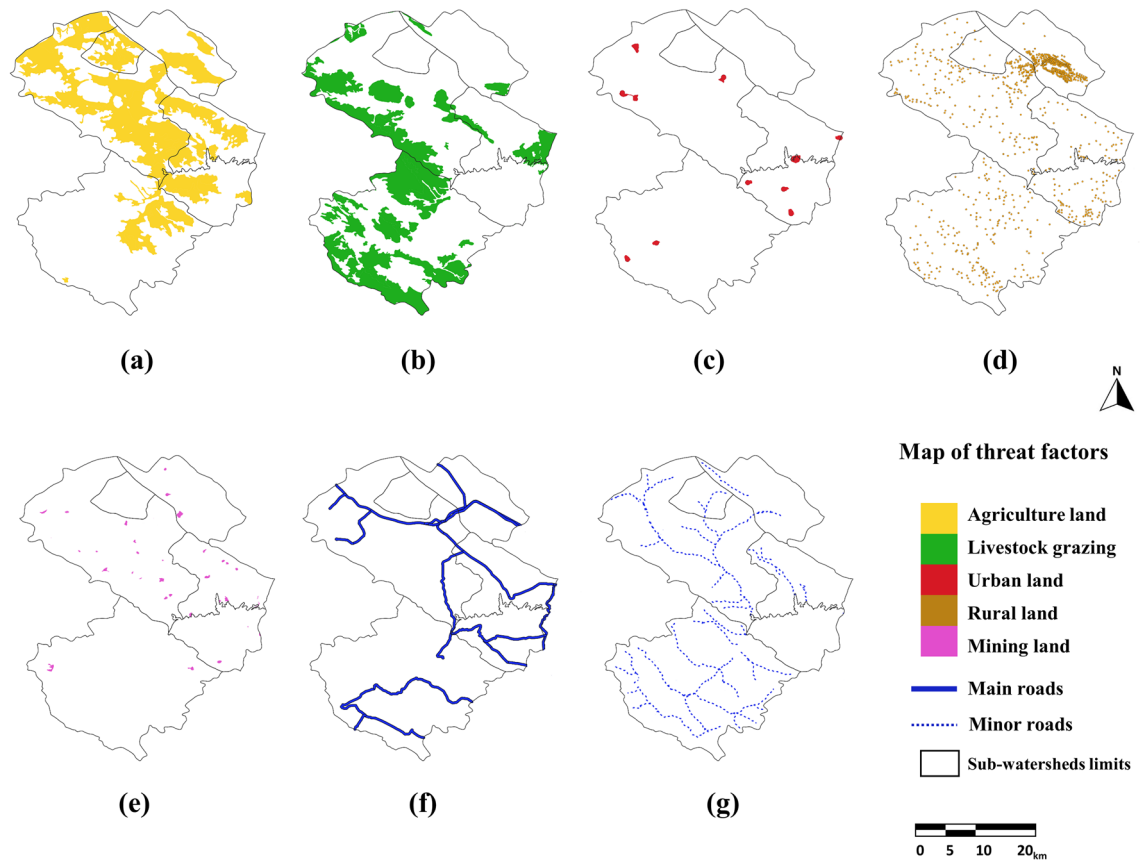 (a)
(b)
(c)
(d)
N
(e)
(f)
(g)
Map of threat factors
Agriculture land
Livestock grazing
Urban land
Rural land
Mining land
Main roads
Minor roads
Sub-watersheds limits
0 5 10 20km